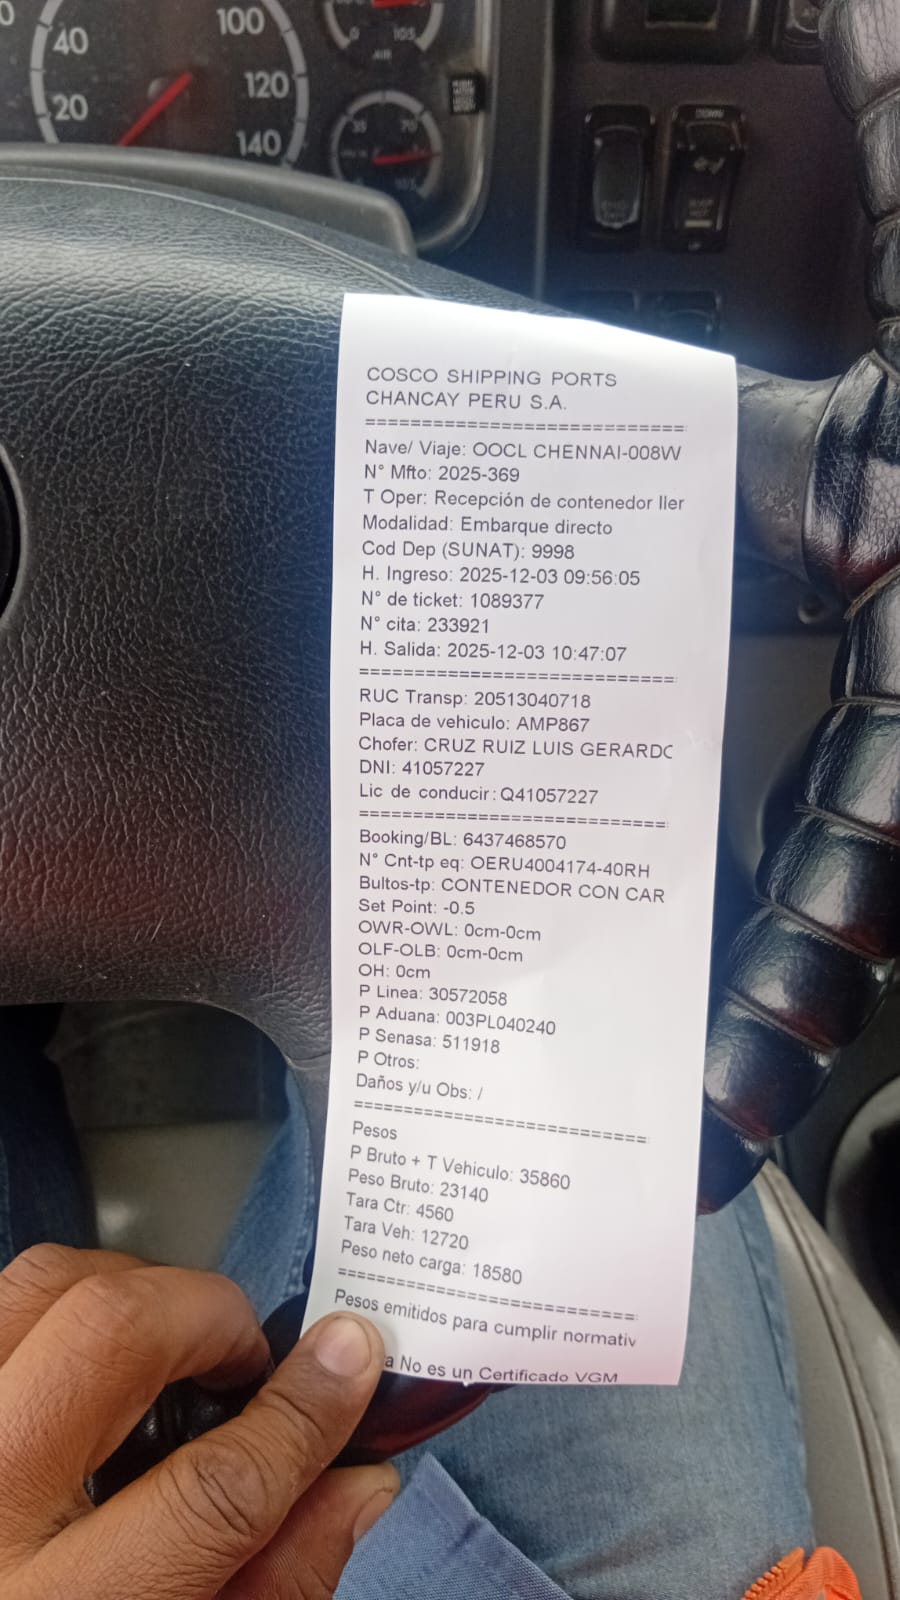 40
20
100
120
140
0
105
AIR
35
70
COSCO SHIPPING PORTS
CHANCAY PERU S.A.
============================
Nave/ Viaje: OOCL CHENNAI-008W
N° Mfto: 2025-369
T Oper: Recepción de contenedor ller
Modalidad: Embarque directo
Cod Dep (SUNAT): 9998
H. Ingreso: 2025-12-03 09:56:05
N° de ticket: 1089377
N° cita: 233921
H. Salida: 2025-12-03 10:47:07
============================
RUC Transp: 20513040718
Placa de vehiculo: AMP867
Chofer: CRUZ RUIZ LUIS GERARDO
DNI: 41057227
Lic de conducir: Q41057227
============================
Booking/BL: 6437468570
N° Cnt-tp eq: OERU4004174-40RH
Bultos-tp: CONTENEDOR CON CAR
Set Point: -0.5
OWR-OWL: 0cm-0cm
OLF-OLB: 0cm-0cm
OH: 0cm
P Linea: 30572058
P Aduana: 003PL040240
P Senasa: 511918
P Otros:
Daños y/u Obs: /
============================
Pesos
P Bruto + T Vehiculo: 35860
Peso Bruto: 23140
Tara Ctr: 4560
Tara Veh: 12720
Peso neto carga: 18580
============================
Pesos emitidos para cumplir normativ
a No es un Certificado VGM